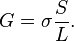 G = σ S/L.